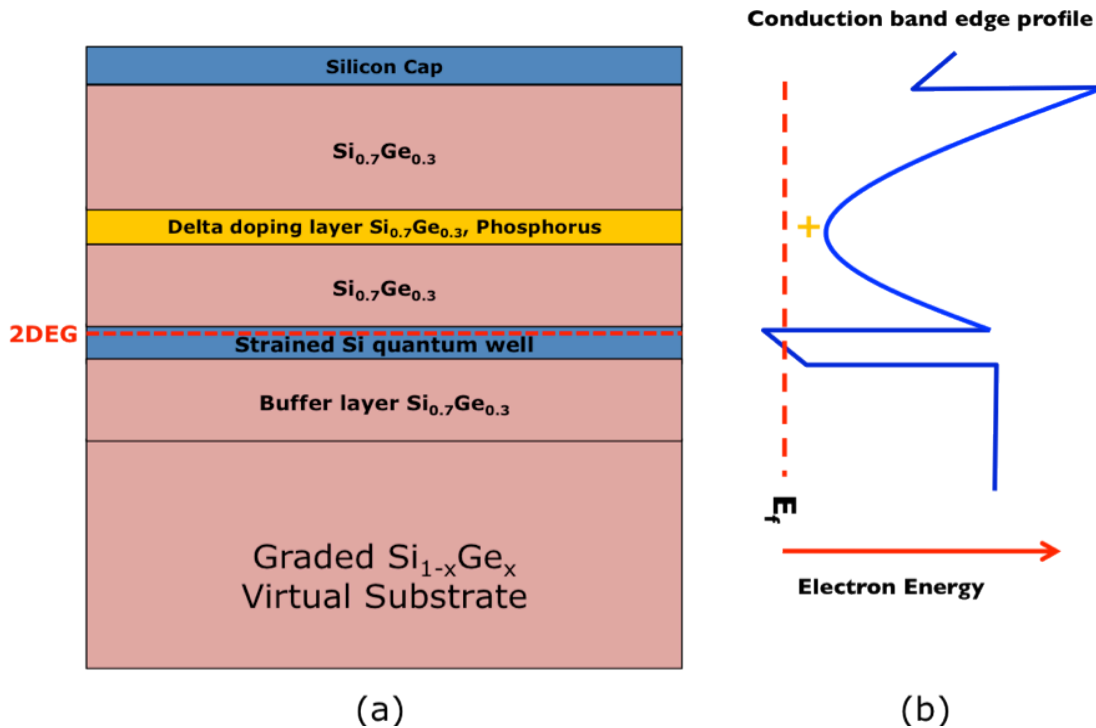 Conduction band edge profile
Silicon Cap
Si₀.₇Ge₀.₃
Delta doping layer Si₀.₇Ge₀.₃, Phosphorus
+
Si₀.₇Ge₀.₃
2DEG
Strained Si quantum well
Buffer layer Si₀.₇Ge₀.₃
Graded Si₁₋ₓGeₓ
Virtual Substrate
E_f
Electron Energy
(a)
(b)